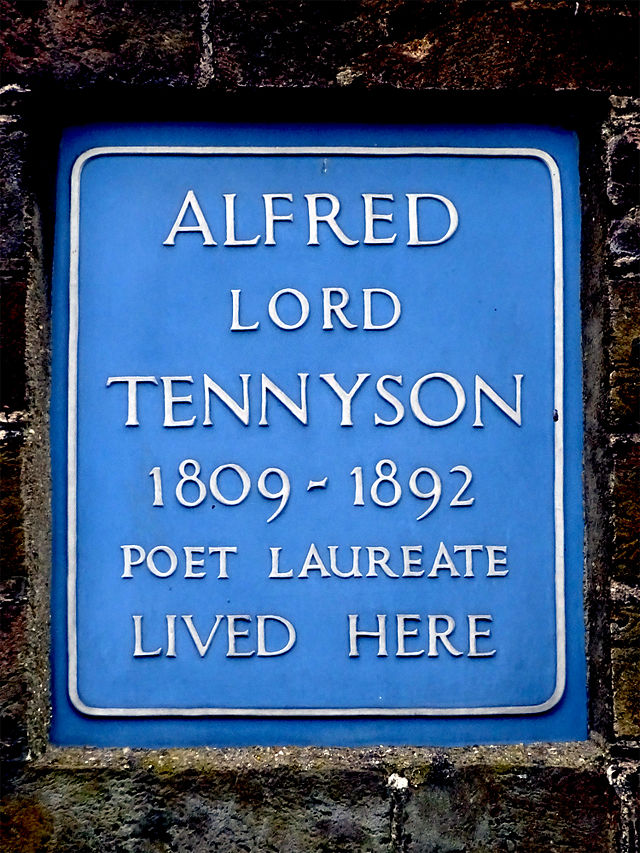 ALFRED
LORD
TENNYSON
1809 - 1892
POET LAUREATE
LIVED HERE